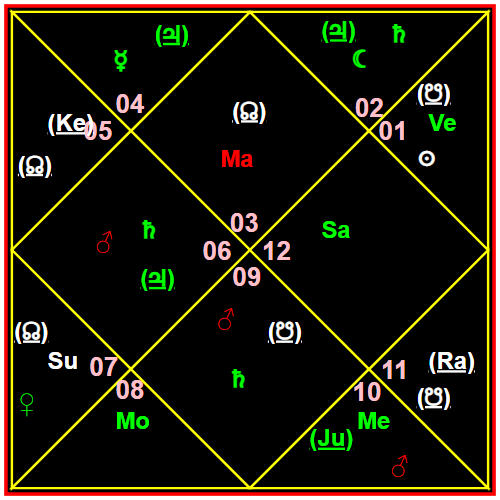 (♃)
☿
(♃) ♄
☾
04
(Ke) 05
(☊)
(☊)
Ma
02
01
(☋)
Ve
☉
♂ ♄
(♃)
03
06 12
09
Sa
(☊)
Su 07
♀
08
Mo
♂ (☋)
♄
11 (Ra)
10 (☋)
Me
(Ju)
♂